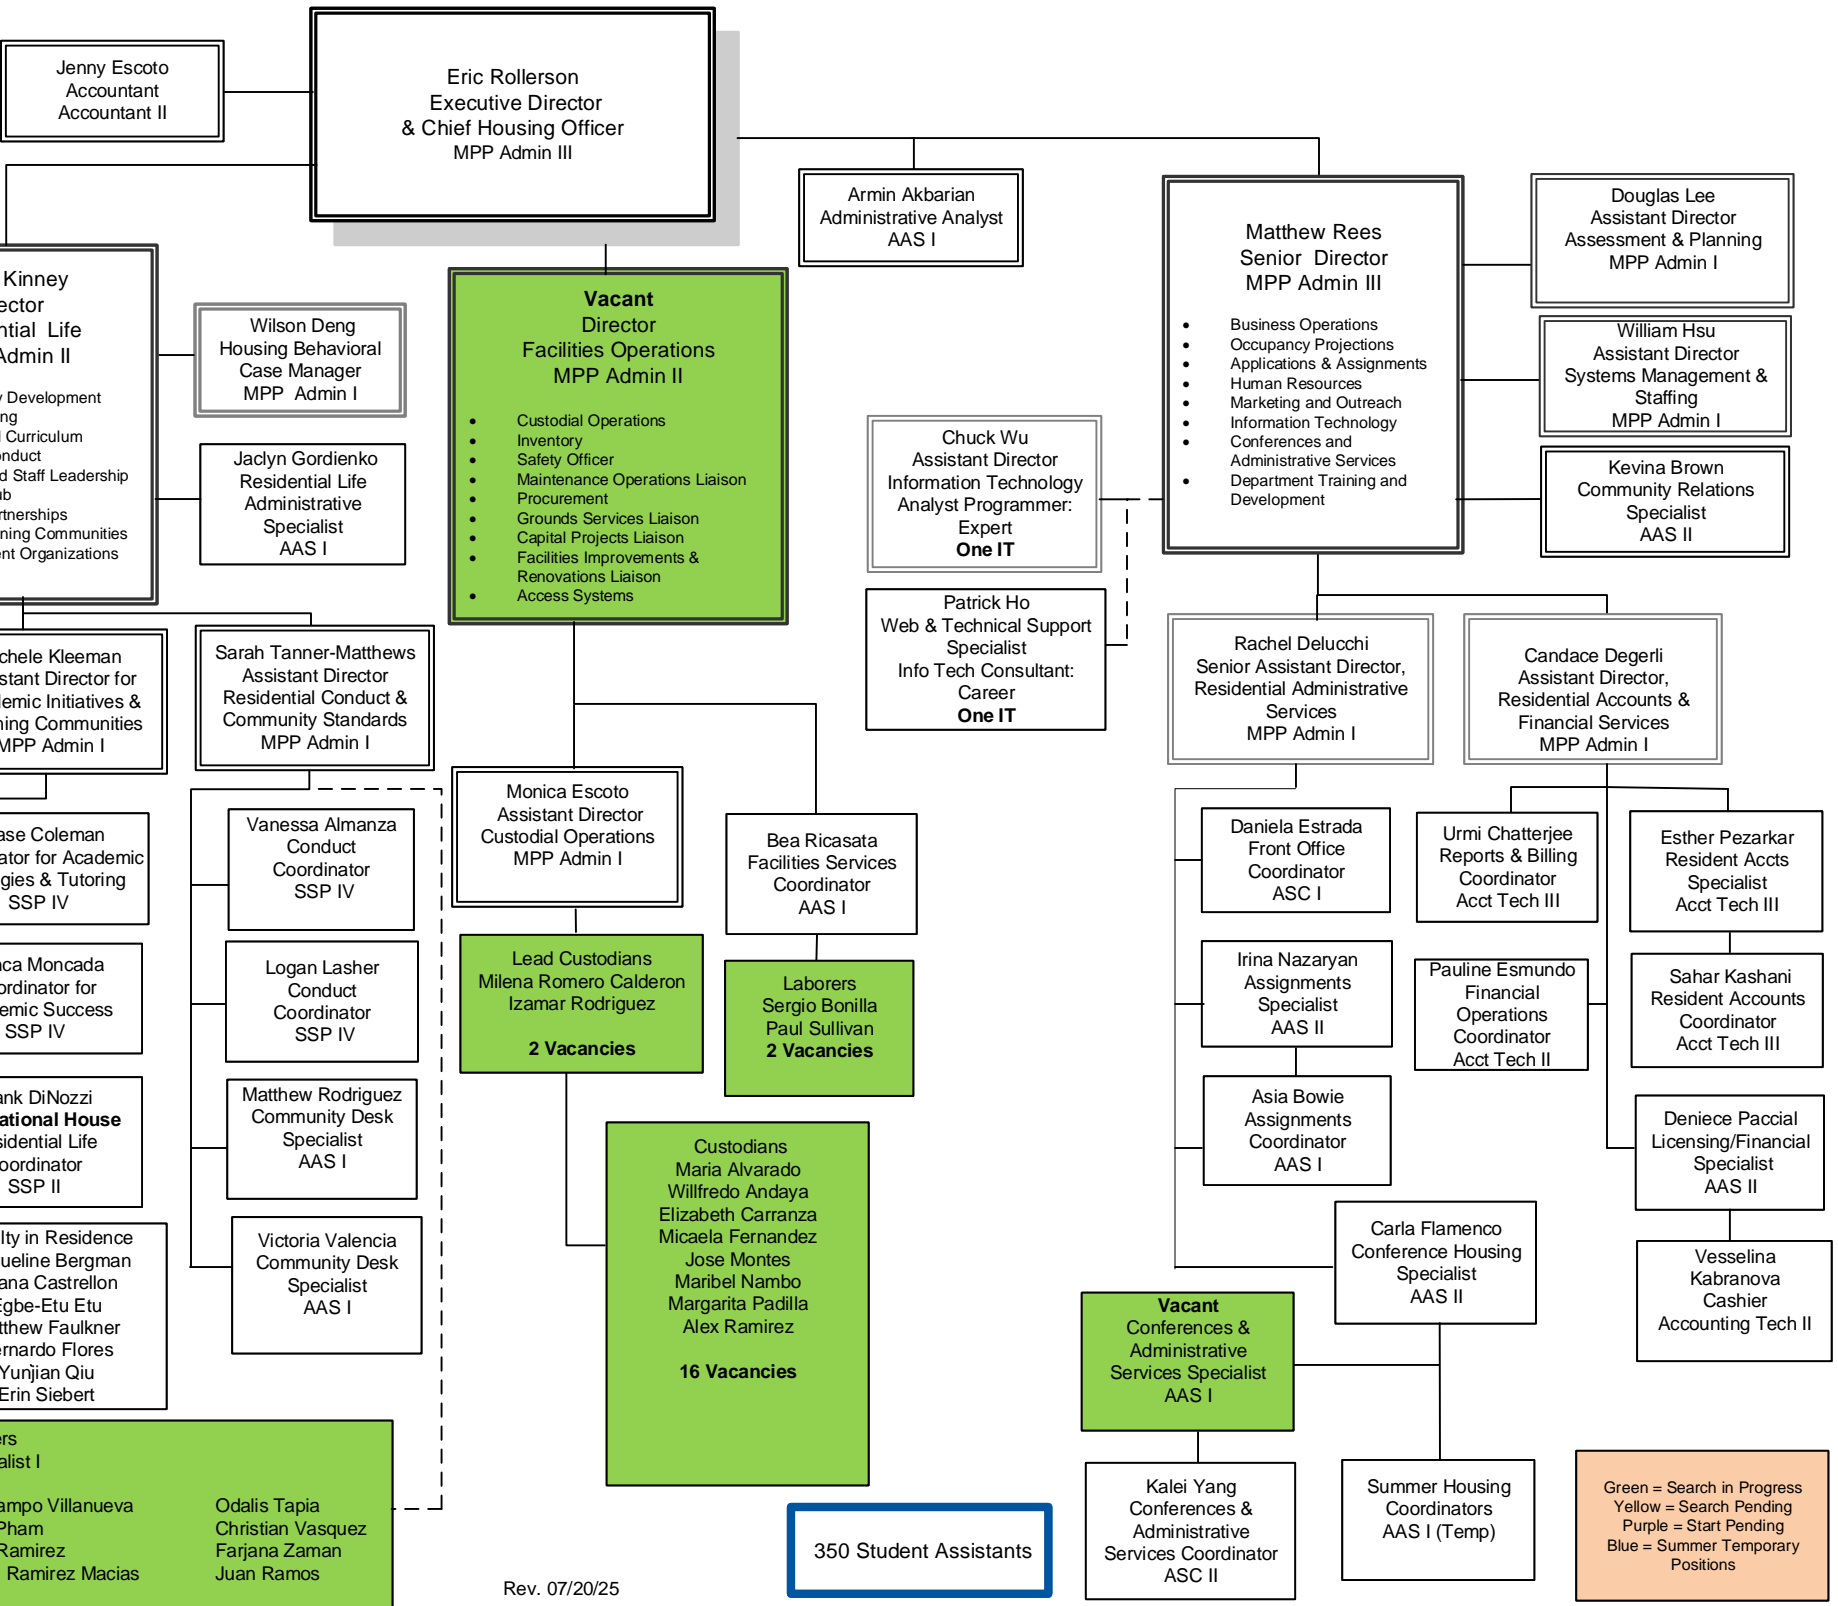 Jenny Escoto
Accountant
Accountant II
Eric Rollerson
Executive Director
& Chief Housing Officer
MPP Admin III
Armin Akbarian
Administrative Analyst
AAS I
Matthew Rees
Senior Director
MPP Admin III
• Business Operations
• Occupancy Projections
• Applications & Assignments
• Human Resources
• Marketing and Outreach
• Information Technology
• Conferences and
Administrative Services
• Department Training and
Development
Douglas Lee
Assistant Director
Assessment & Planning
MPP Admin I
William Hsu
Assistant Director
Systems Management &
Staffing
MPP Admin I
Kevina Brown
Community Relations
Specialist
AAS II
Kinney
ector
ntial Life
Admin II
Development
ng
Curriculum
onduct
d Staff Leadership
ub
rtnerships
ning Communities
ent Organizations
Wilson Deng
Housing Behavioral
Case Manager
MPP Admin I
Jaclyn Gordienko
Residential Life
Administrative
Specialist
AAS I
Vacant
Director
Facilities Operations
MPP Admin II
• Custodial Operations
• Inventory
• Safety Officer
• Maintenance Operations Liaison
• Procurement
• Grounds Services Liaison
• Capital Projects Liaison
• Facilities Improvements &
Renovations Liaison
• Access Systems
Chuck Wu
Assistant Director
Information Technology
Analyst Programmer:
Expert
One IT
Patrick Ho
Web & Technical Support
Specialist
Info Tech Consultant:
Career
One IT
chele Kleeman
stant Director for
demic Initiatives &
ning Communities
MPP Admin I
Sarah Tanner-Matthews
Assistant Director
Residential Conduct &
Community Standards
MPP Admin I
Rachel Delucchi
Senior Assistant Director,
Residential Administrative
Services
MPP Admin I
Candace Degerli
Assistant Director,
Residential Accounts &
Financial Services
MPP Admin I
ase Coleman
ator for Academic
gies & Tutoring
SSP IV
nca Moncada
ordinator for
emic Success
SSP IV
ank DiNozzi
ational House
sidential Life
oordinator
SSP II
lty in Residence
ueline Bergman
ana Castrellon
Egbe-Etu Etu
tthew Faulkner
ernardo Flores
Yunjian Qiu
Erin Siebert
Vanessa Almanza
Conduct
Coordinator
SSP IV
Logan Lasher
Conduct
Coordinator
SSP IV
Matthew Rodriguez
Community Desk
Specialist
AAS I
Victoria Valencia
Community Desk
Specialist
AAS I
Monica Escoto
Assistant Director
Custodial Operations
MPP Admin I
Bea Ricasata
Facilities Services
Coordinator
AAS I
Lead Custodians
Milena Romero Calderon
Izamar Rodriguez
2 Vacancies
Laborers
Sergio Bonilla
Paul Sullivan
2 Vacancies
Custodians
Maria Alvarado
Willfredo Andaya
Elizabeth Carranza
Micaela Fernandez
Jose Montes
Maribel Nambo
Margarita Padilla
Alex Ramirez
16 Vacancies
Daniela Estrada
Front Office
Coordinator
ASC I
Irina Nazaryan
Assignments
Specialist
AAS II
Asia Bowie
Assignments
Coordinator
AAS I
Carla Flamenco
Conference Housing
Specialist
AAS II
Urmi Chatterjee
Reports & Billing
Coordinator
Acct Tech III
Pauline Esmundo
Financial
Operations
Coordinator
Acct Tech II
Esther Pezarkar
Resident Accts
Specialist
Acct Tech III
Sahar Kashani
Resident Accounts
Coordinator
Acct Tech III
Deniece Paccial
Licensing/Financial
Specialist
AAS II
Vesselina
Kabranova
Cashier
Accounting Tech II
Vacant
Conferences &
Administrative
Services Specialist
AAS I
Kalei Yang
Conferences &
Administrative
Services Coordinator
ASC II
Summer Housing
Coordinators
AAS I (Temp)
ers
alist I
ampo Villanueva
Pham
Ramirez
Ramirez Macias
Odalis Tapia
Christian Vasquez
Farjana Zaman
Juan Ramos
Rev. 07/20/25
350 Student Assistants
Green = Search in Progress
Yellow = Search Pending
Purple = Start Pending
Blue = Summer Temporary
Positions